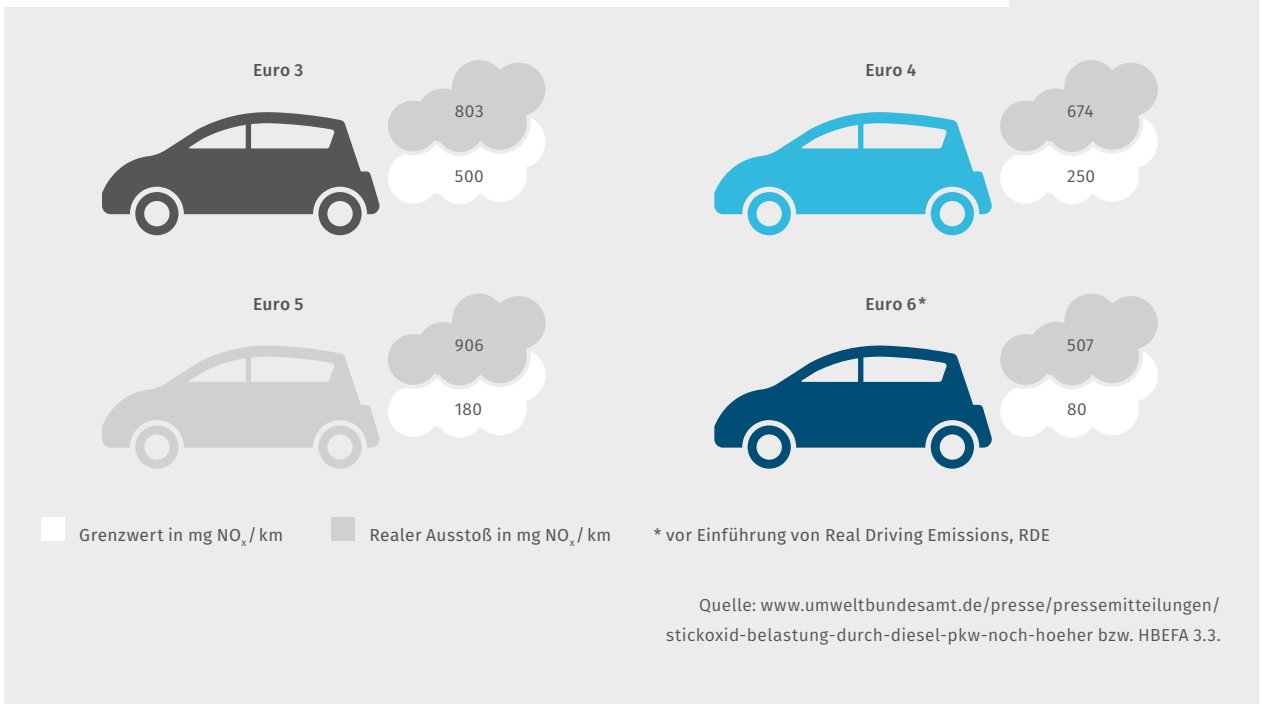 Euro 3
803
500
Euro 4
674
250
Euro 5
906
180
Euro 6*
507
80
Grenzwert in mg NOx/km
Realer Ausstoß in mg NOx/km
* vor Einführung von Real Driving Emissions, RDE
Quelle: www.umweltbundesamt.de/presse/pressemitteilungen/
stickoxid-belastung-durch-diesel-pkw-noch-hoeher bzw. HBEFA 3.3.